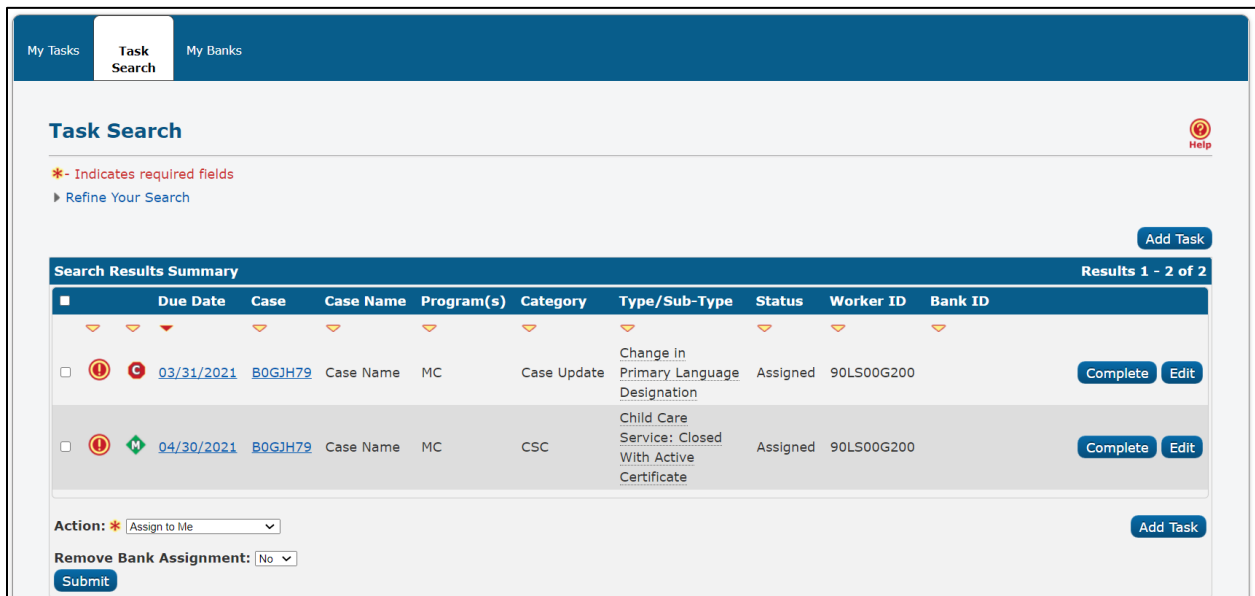 My Tasks
Task Search
My Banks
Task Search
Help
*- Indicates required fields
Refine Your Search
Add Task
Search Results Summary Results 1 - 2 of 2
Due Date Case Case Name Program(s) Category Type/Sub-Type Status Worker ID Bank ID
C 03/31/2021 B0GJH79 Case Name MC Case Update Change in Primary Language Designation Assigned 90LS00G200 Complete Edit
M 04/30/2021 B0GJH79 Case Name MC CSC Child Care Service: Closed With Active Certificate Assigned 90LS00G200 Complete Edit
Action: * Assign to Me Add Task
Remove Bank Assignment: No
Submit